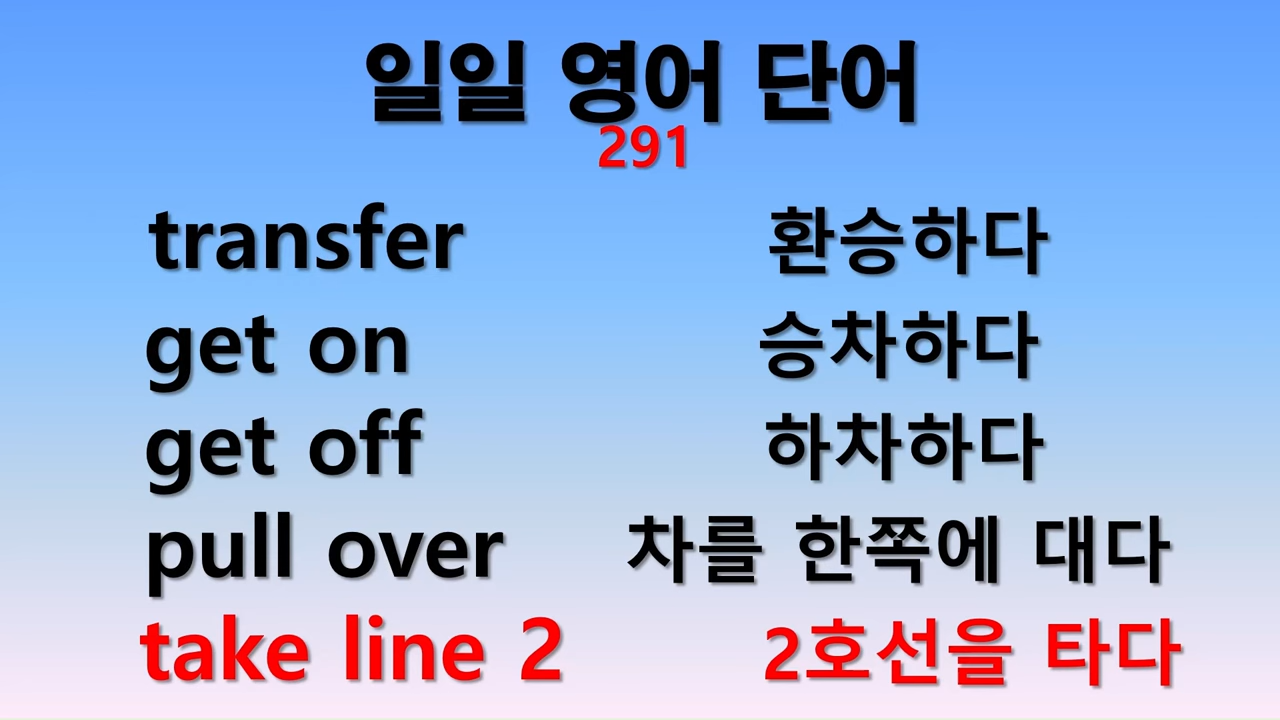 일일 영어 단어
291
transfer 환승하다
get on 승차하다
get off 하차하다
pull over 차를 한쪽에 대다
take line 2 2호선을 타다